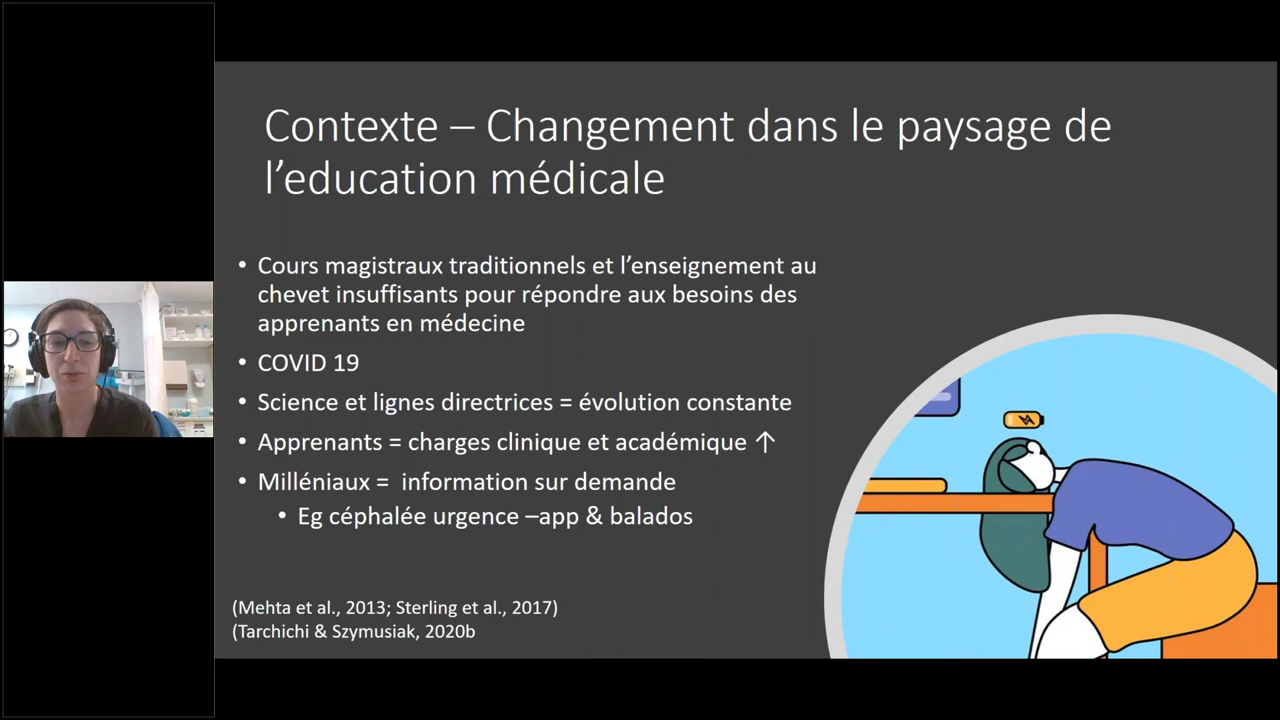 Contexte – Changement dans le paysage de
l’education médicale
• Cours magistraux traditionnels et l’enseignement au
chevet insuffisants pour répondre aux besoins des
apprenants en médecine
• COVID 19
• Science et lignes directrices = évolution constante
• Apprenants = charges clinique et académique ↑
• Milléniaux = information sur demande
• Eg céphalée urgence –app & balados
(Mehta et al., 2013; Sterling et al., 2017)
(Tarchichi & Szymusiak, 2020b